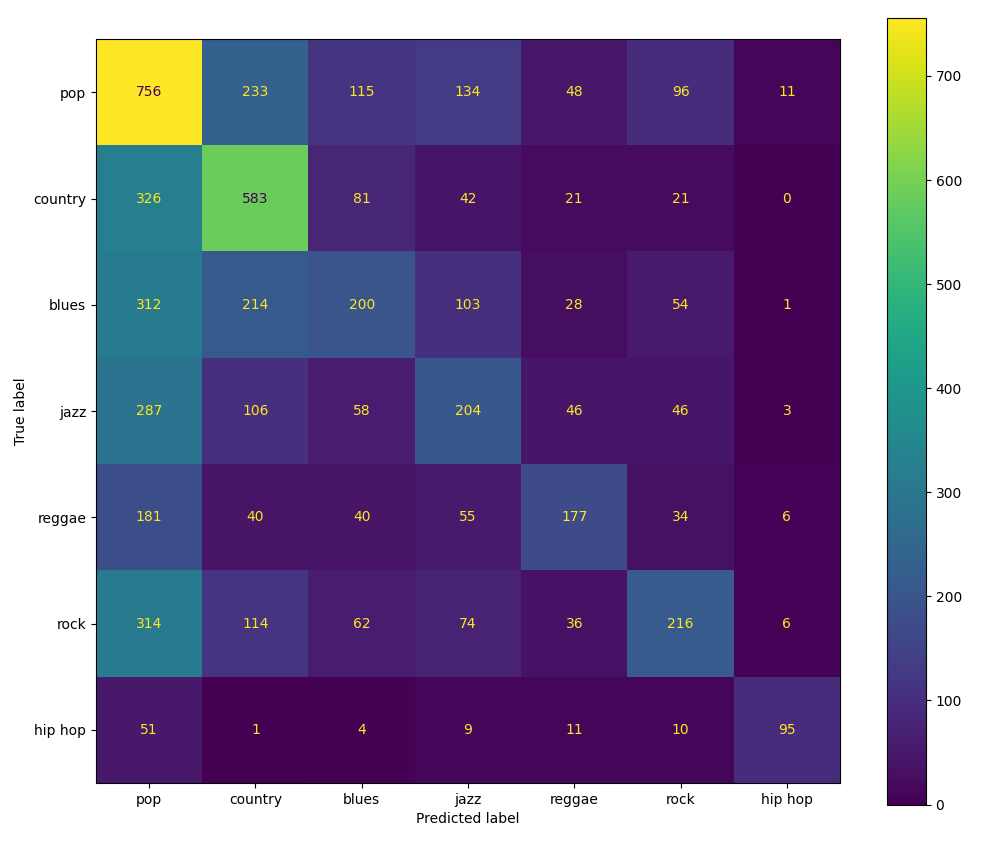 pop 756 233 115 134 48 96 11
country 326 583 81 42 21 21 0
blues 312 214 200 103 28 54 1
jazz 287 106 58 204 46 46 3
reggae 181 40 40 55 177 34 6
rock 314 114 62 74 36 216 6
hip hop 51 1 4 9 11 10 95
pop country blues jazz reggae rock hip hop
Predicted label
True label
700
600
500
400
300
200
100
0